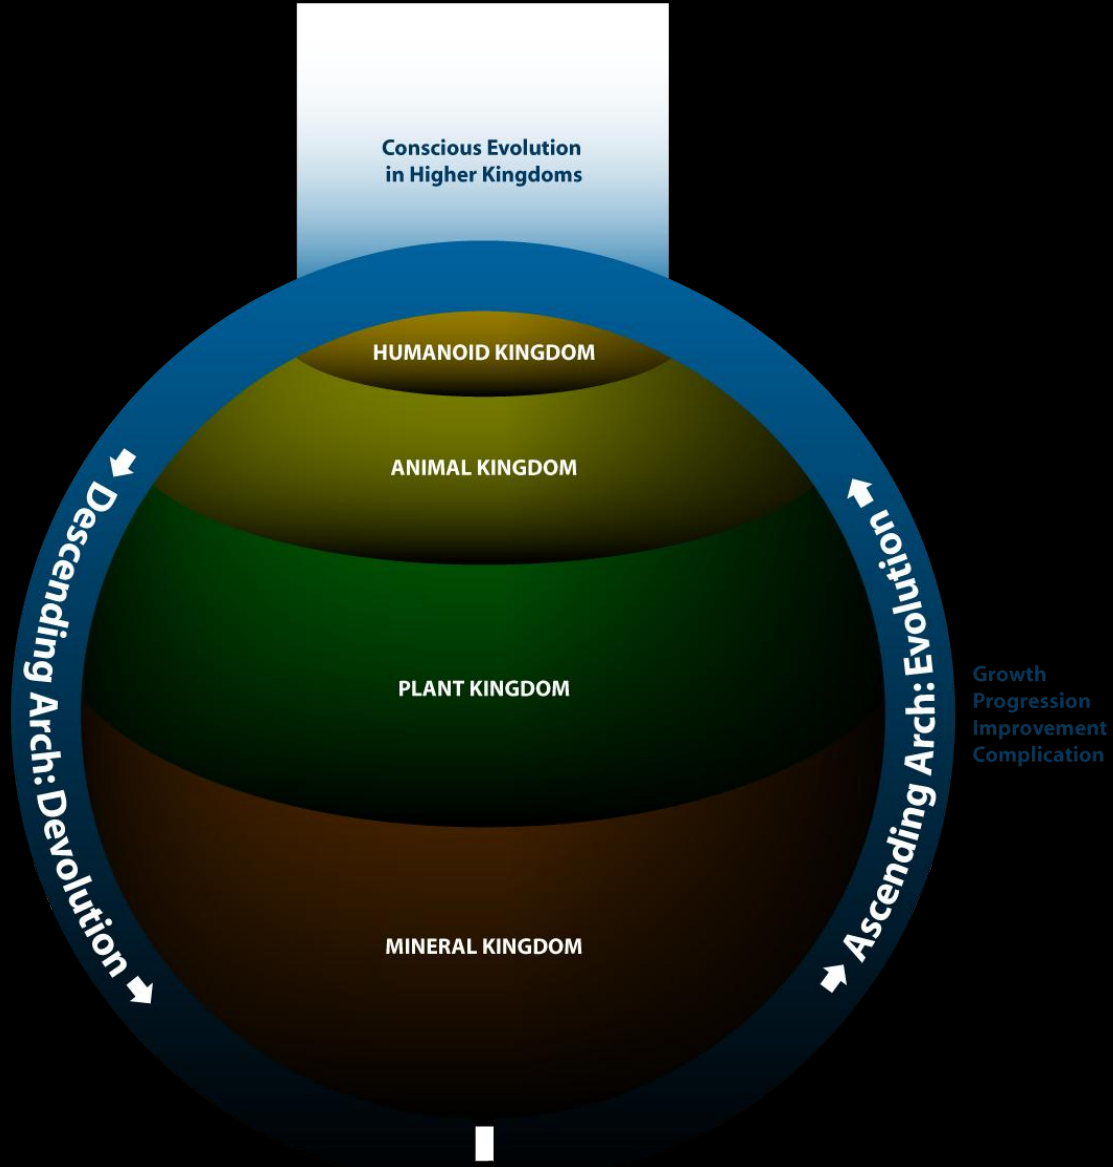 Conscious Evolution
in Higher Kingdoms
HUMANOID KINGDOM
ANIMAL KINGDOM
PLANT KINGDOM
MINERAL KINGDOM
Descending Arch: Devolution
Ascending Arch: Evolution
Growth
Progression
Improvement
Complication